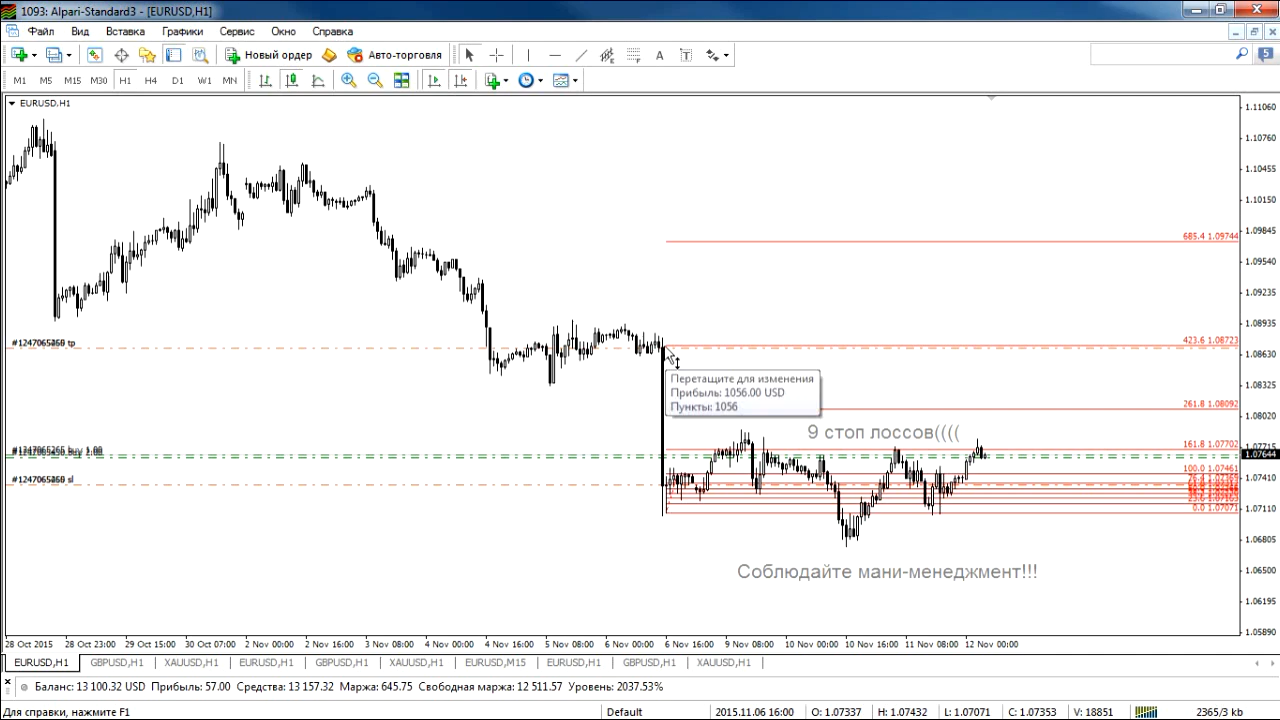 1093: Alpari-Standard3 - [EURUSD,H1]
Файл Вид Вставка Графики Сервис Окно Справка
Новый ордер Авто-торговля A T 5
M1 M5 M15 M30 H1 H4 D1 W1 MN
EURUSD,H1
1.11060
1.10760
1.10455
1.10150
685.4 1.09744
1.09845
1.09540
1.09235
1.08935
#1247065260 tp
423.6 1.08723
1.08630
Перетащите для изменения
Прибыль: 1056.00 USD
Пункты: 1056
1.08325
261.8 1.08092
1.08020
9 стоп лоссов((((
161.8 1.07702
1.07715
1.07644
100.0 1.07461
1.07410
0.0 1.07071
1.07110
1.06805
Соблюдайте мани-менеджмент!!!
1.06500
1.06195
1.05890
28 Oct 2015 28 Oct 23:00 29 Oct 15:00 30 Oct 07:00 2 Nov 00:00 2 Nov 16:00 3 Nov 08:00 4 Nov 00:00 4 Nov 16:00 5 Nov 08:00 6 Nov 00:00 6 Nov 16:00 9 Nov 08:00 10 Nov 00:00 10 Nov 16:00 11 Nov 08:00 12 Nov 00:00
EURUSD,H1 GBPUSD,H1 XAUUSD,H1 EURUSD,H1 GBPUSD,H1 XAUUSD,H1 EURUSD,M15 EURUSD,H1 GBPUSD,H1 XAUUSD,H1
Баланс: 13 100.32 USD Прибыль: 57.00 Средства: 13 157.32 Маржа: 645.75 Свободная маржа: 12 511.57 Уровень: 2037.53%
Для справки, нажмите F1 Default 2015.11.06 16:00 O: 1.07337 H: 1.07432 L: 1.07071 C: 1.07353 V: 18851 2365/3 kb